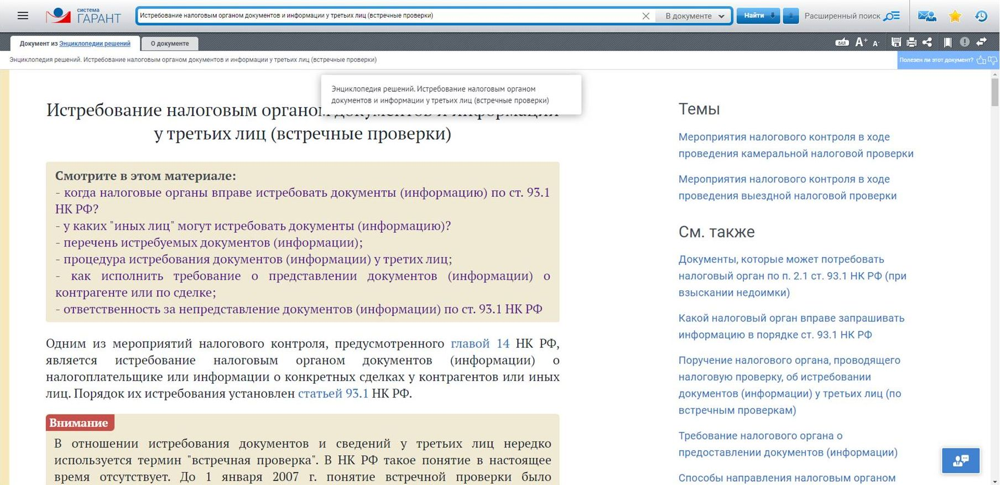 система
ГАРАНТ
Истребование налоговым органом документов и информации у третьих лиц (встречные проверки)
В документе
Найти
Расширенный поиск
Документ из Энциклопедии решений
О документе
вкл
A+
A-
Энциклопедия решений. Истребование налоговым органом документов и информации у третьих лиц (встречные проверки)
Полезен ли этот документ?
Энциклопедия решений. Истребование налоговым органом
документов и информации у третьих лиц (встречные проверки)
Истребование налоговым органом документов и информации
у третьих лиц (встречные проверки)
Смотрите в этом материале:
- когда налоговые органы вправе истребовать документы (информацию) по ст. 93.1
НК РФ?
- у каких "иных лиц" могут истребовать документы (информацию)?
- перечень истребуемых документов (информации);
- процедура истребования документов (информации) у третих лиц;
- как исполнить требование о представлении документов (информации) о
контрагенте или по сделке;
- ответственность за непредставление документов (информации) по ст. 93.1 НК РФ
Одним из мероприятий налогового контроля, предусмотренного главой 14 НК РФ,
является истребование налоговым органом документов (информации) о
налогоплательщике или информации о конкретных сделках у контрагентов или иных
лиц. Порядок их истребования установлен статьей 93.1 НК РФ.
Внимание
В отношении истребования документов и сведений у третьих лиц нередко
используется термин "встречная проверка". В НК РФ такое понятие в настоящее
время отсутствует. До 1 января 2007 г. понятие встречной проверки было
Темы
Мероприятия налогового контроля в ходе
проведения камеральной налоговой проверки
Мероприятия налогового контроля в ходе
проведения выездной налоговой проверки
См. также
Документы, которые может потребовать
налоговый орган по п. 2.1 ст. 93.1 НК РФ (при
взыскании недоимки)
Какой налоговый орган вправе запрашивать
информацию в порядке ст. 93.1 НК РФ
Поручение налогового органа, проводящего
налоговую проверку, об истребовании
документов (информации) у третьих лиц (по
встречным проверкам)
Требование налогового органа о
предоставлении документов (информации)
Способы направления налоговым органом